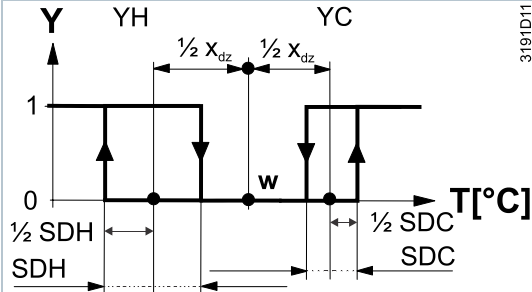 Y
YH
YC
3191D11
½ x_dz
½ x_dz
1
w
0
T[°C]
½ SDH
½ SDC
SDH
SDC